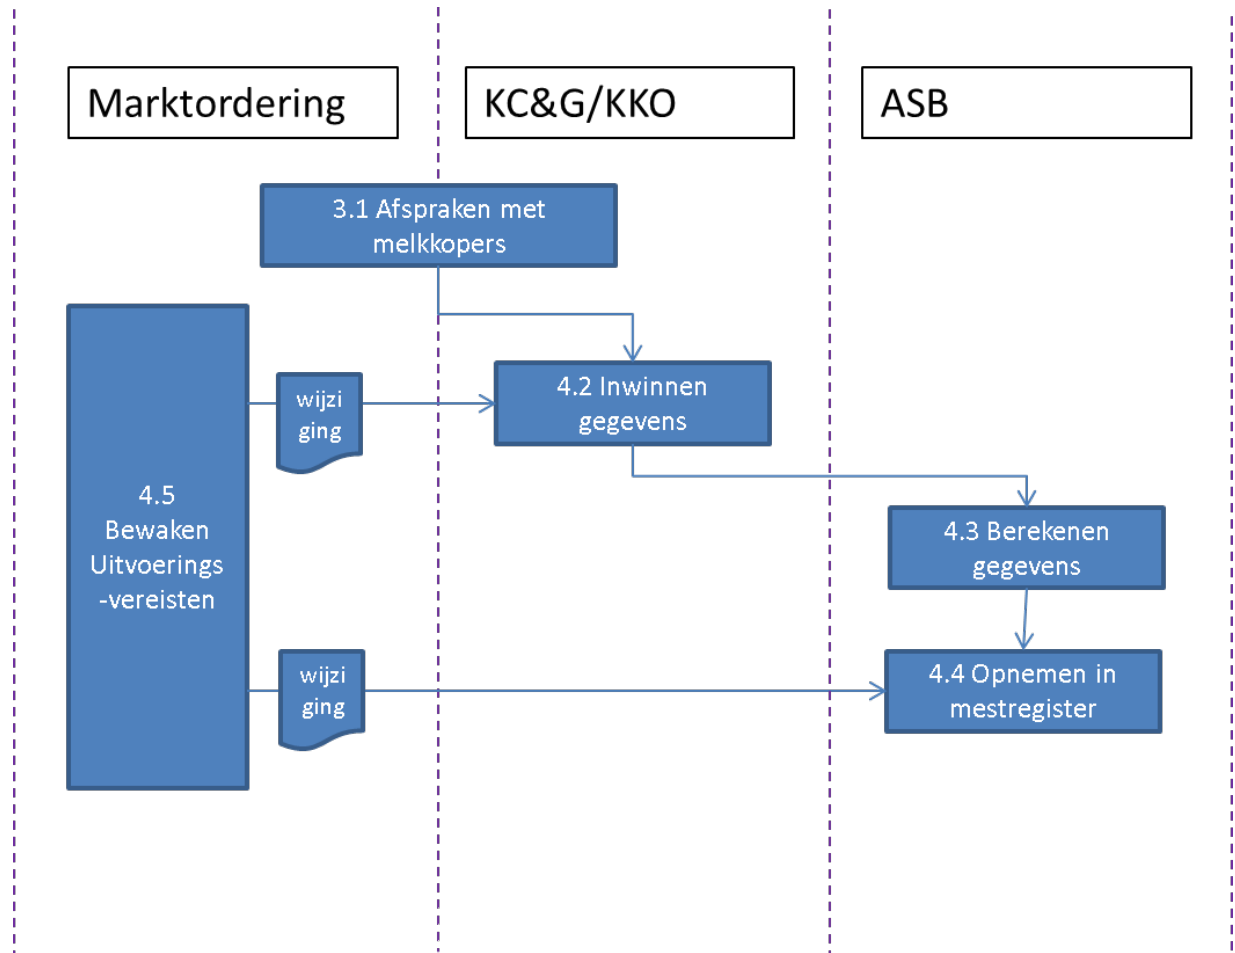 Marktordering
KC&G/KKO
ASB
3.1 Afspraken met
melkkopers
4.2 Inwinnen
gegevens
wijzi
ging
4.5
Bewaken
Uitvoerings
-vereisten
4.3 Berekenen
gegevens
wijzi
ging
4.4 Opnemen in
mestregister